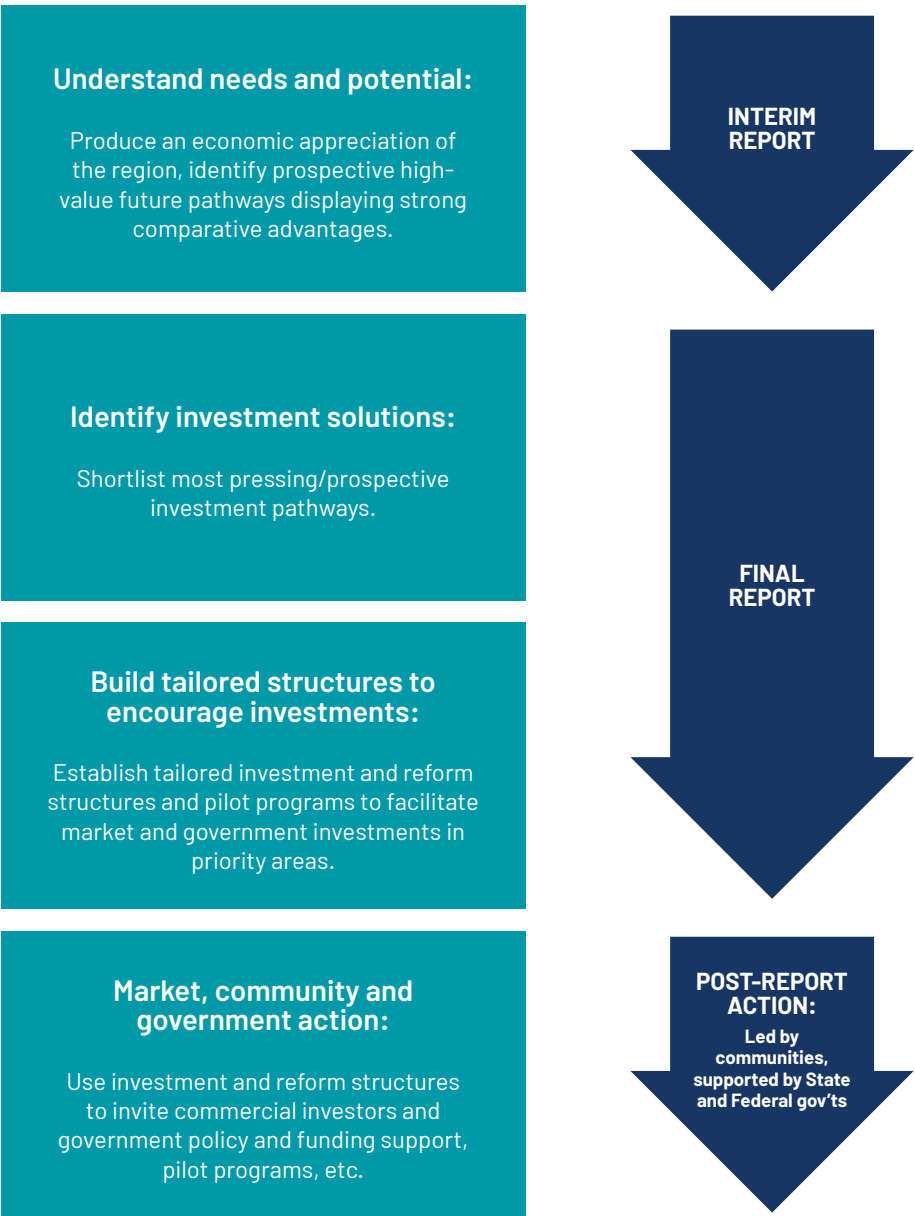 Understand needs and potential:
Produce an economic appreciation of
the region, identify prospective high-
value future pathways displaying strong
comparative advantages.
INTERIM
REPORT
Identify investment solutions:
Shortlist most pressing/prospective
investment pathways.
FINAL
REPORT
Build tailored structures to
encourage investments:
Establish tailored investment and reform
structures and pilot programs to facilitate
market and government investments in
priority areas.
Market, community and
government action:
Use investment and reform structures
to invite commercial investors and
government policy and funding support,
pilot programs, etc.
POST-REPORT
ACTION:
Led by
communities,
supported by State
and Federal gov’ts